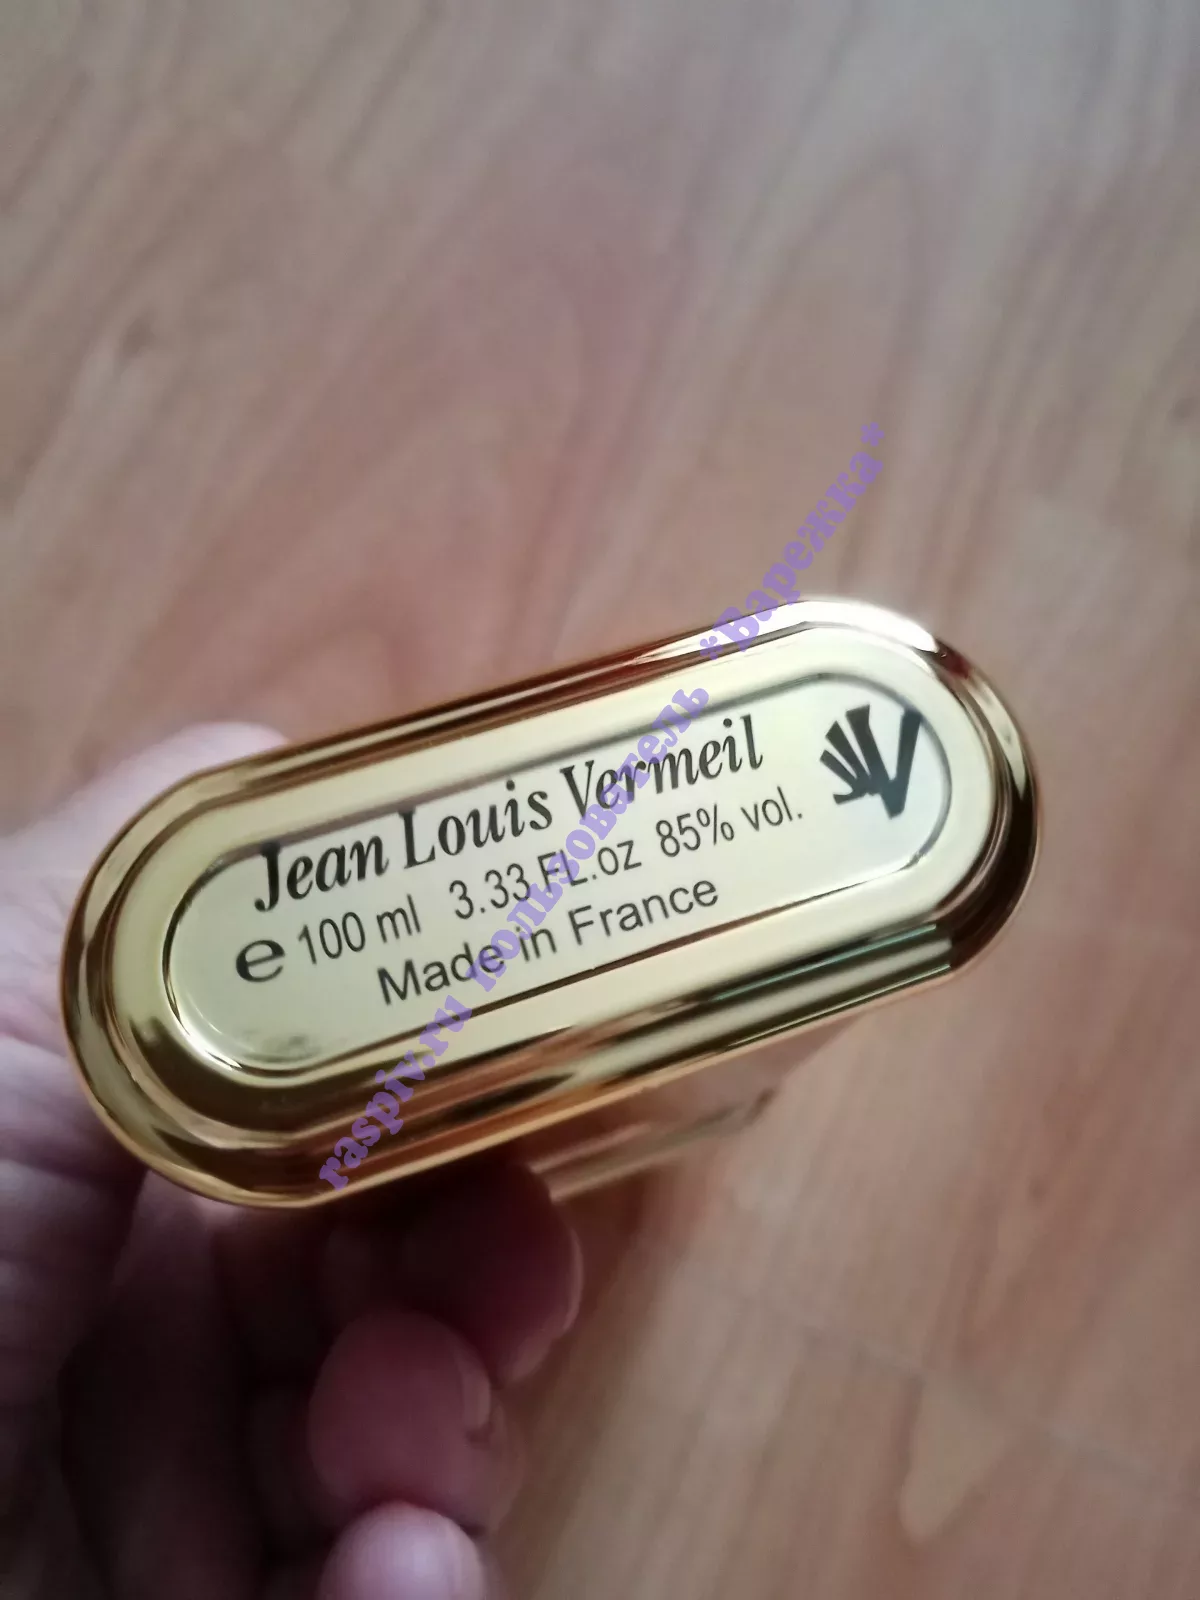 Jean Louis Vermeil
e 100 ml 3.33 FL.oz 85% vol.
Made in France
raspiv.ru пользователь *Варежка*